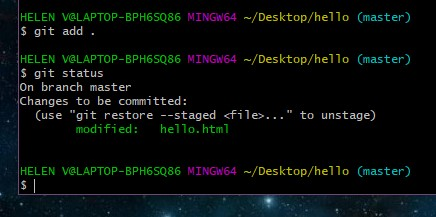 HELEN V@LAPTOP-BPH6SQ86 MINGW64 ~/Desktop/hello (master)
$ git add .
HELEN V@LAPTOP-BPH6SQ86 MINGW64 ~/Desktop/hello (master)
$ git status
On branch master
Changes to be committed:
  (use "git restore --staged <file>..." to unstage)
        modified:   hello.html
HELEN V@LAPTOP-BPH6SQ86 MINGW64 ~/Desktop/hello (master)
$